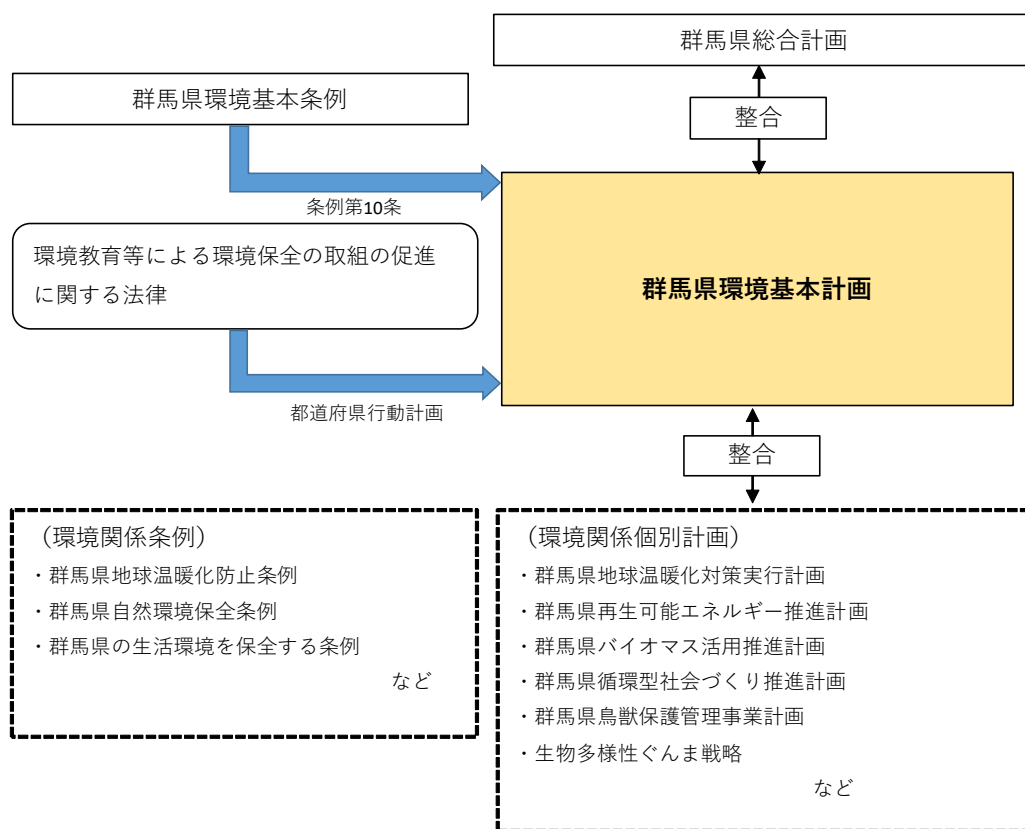 群馬県総合計画
群馬県環境基本条例
整合
条例第10条
環境教育等による環境保全の取組の促進
に関する法律
群馬県環境基本計画
都道府県行動計画
整合
（環境関係条例）
・群馬県地球温暖化防止条例
・群馬県自然環境保全条例
・群馬県の生活環境を保全する条例
など
（環境関係個別計画）
・群馬県地球温暖化対策実行計画
・群馬県再生可能エネルギー推進計画
・群馬県バイオマス活用推進計画
・群馬県循環型社会づくり推進計画
・群馬県鳥獣保護管理事業計画
・生物多様性ぐんま戦略
など